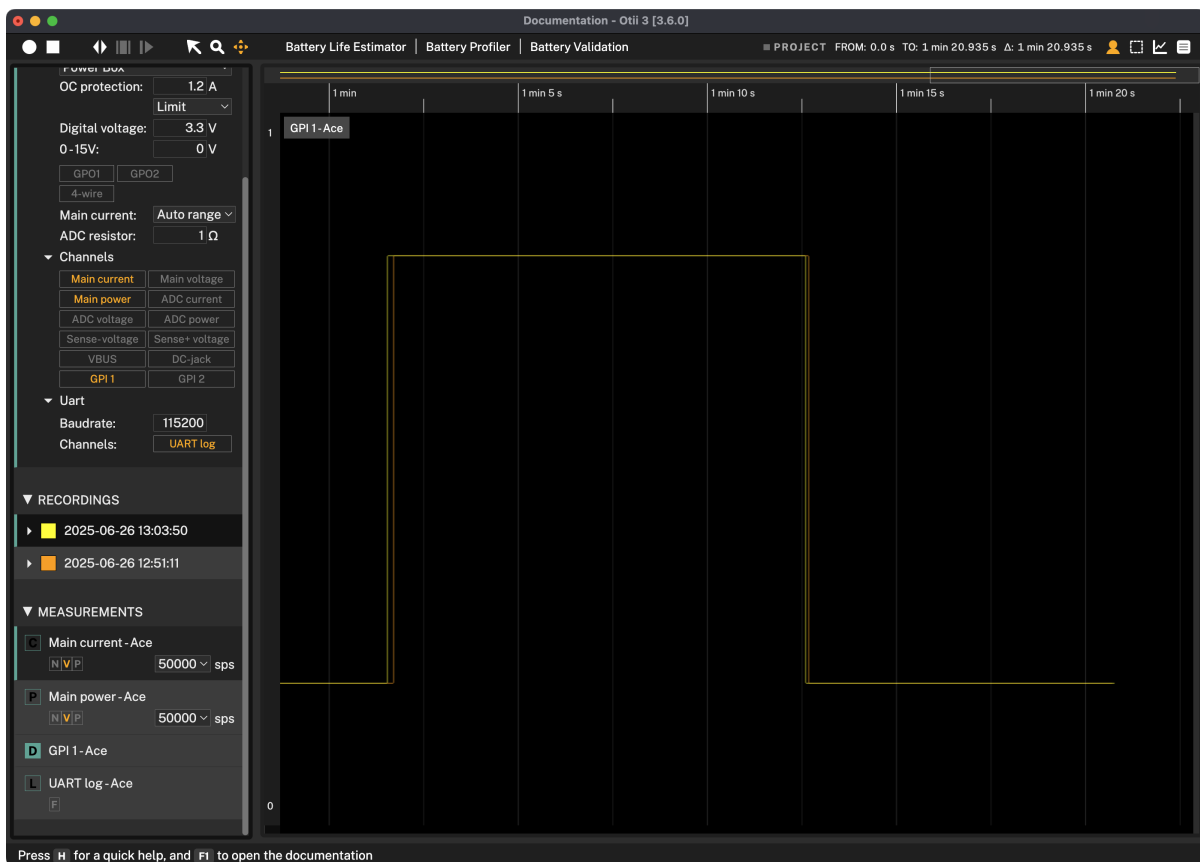 Documentation - Otii 3 [3.6.0]
Battery Life Estimator | Battery Profiler | Battery Validation
PROJECT FROM: 0.0 s TO: 1 min 20.935 s Δ: 1 min 20.935 s
Power Box
OC protection: 1.2 A
Limit
Digital voltage: 3.3 V
0-15V: 0 V
GPO1 GPO2
4-wire
Main current: Auto range
ADC resistor: 1 Ω
Channels
Main current Main voltage
Main power ADC current
ADC voltage ADC power
Sense-voltage Sense+ voltage
VBUS DC-jack
GPI 1 GPI 2
Uart
Baudrate: 115200
Channels: UART log
RECORDINGS
2025-06-26 13:03:50
2025-06-26 12:51:11
MEASUREMENTS
C Main current - Ace
N V P 50000 sps
P Main power - Ace
N V P 50000 sps
D GPI 1 - Ace
L UART log - Ace
F
1 min 1 min 5 s 1 min 10 s 1 min 15 s 1 min 20 s
1
GPI 1 - Ace
0
Press H for a quick help, and F1 to open the documentation